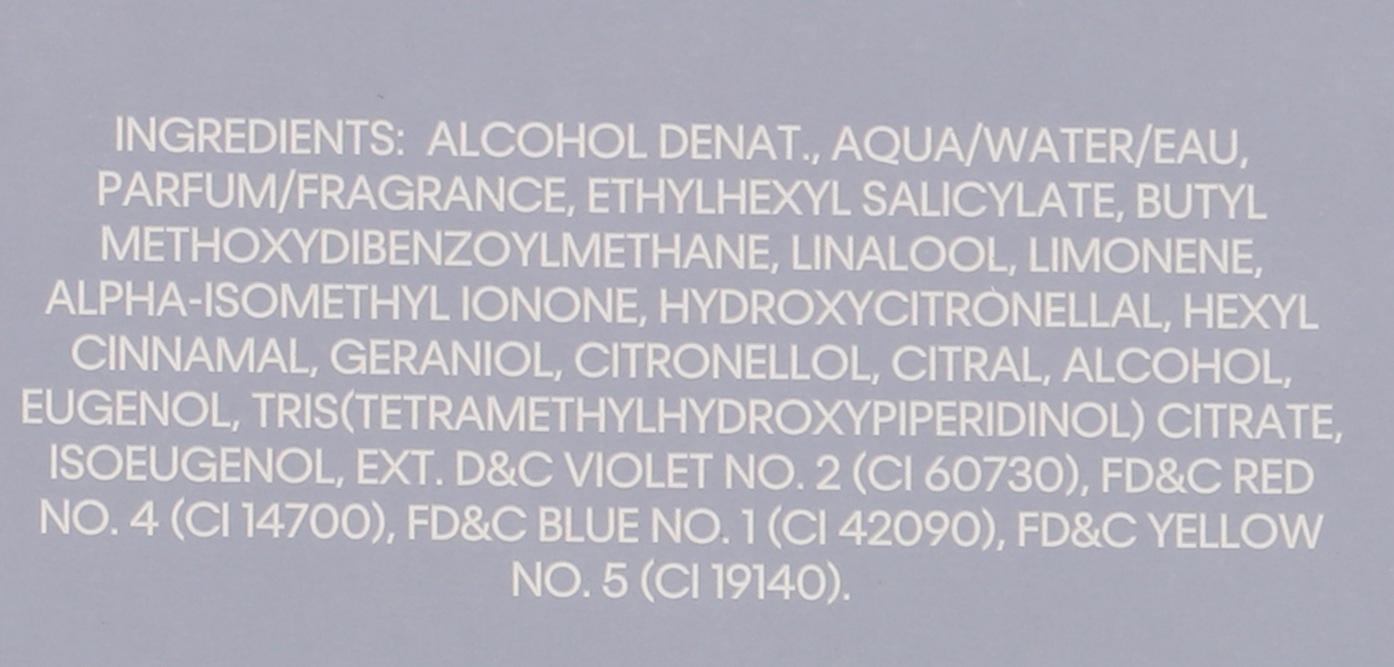 INGREDIENTS: ALCOHOL DENAT., AQUA/WATER/EAU,
PARFUM/FRAGRANCE, ETHYLHEXYL SALICYLATE, BUTYL
METHOXYDIBENZOYLMETHANE, LINALOOL, LIMONENE,
ALPHA-ISOMETHYL IONONE, HYDROXYCITRONELLAL, HEXYL
CINNAMAL, GERANIOL, CITRONELLOL, CITRAL, ALCOHOL,
EUGENOL, TRIS(TETRAMETHYLHYDROXYPIPERIDINOL) CITRATE,
ISOEUGENOL, EXT. D&C VIOLET NO. 2 (CI 60730), FD&C RED
NO. 4 (CI 14700), FD&C BLUE NO. 1 (CI 42090), FD&C YELLOW
NO. 5 (CI 19140).